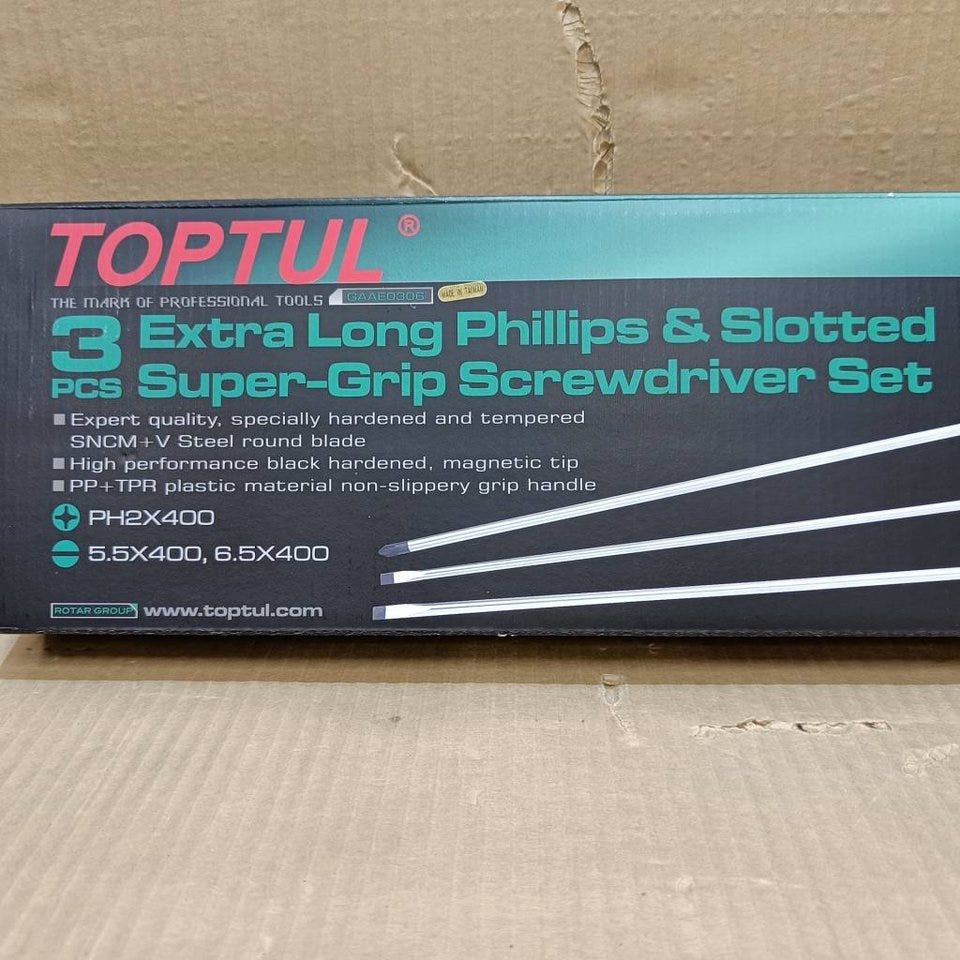 TOPTUL®
THE MARK OF PROFESSIONAL TOOLS GAAE0306 MADE IN TAIWAN
3 PCS Extra Long Phillips & Slotted
Super-Grip Screwdriver Set
Expert quality, specially hardened and tempered
SNCM+V Steel round blade
High performance black hardened, magnetic tip
PP+TPR plastic material non-slippery grip handle
PH2X400
5.5X400, 6.5X400
ROTAR GROUP www.toptul.com